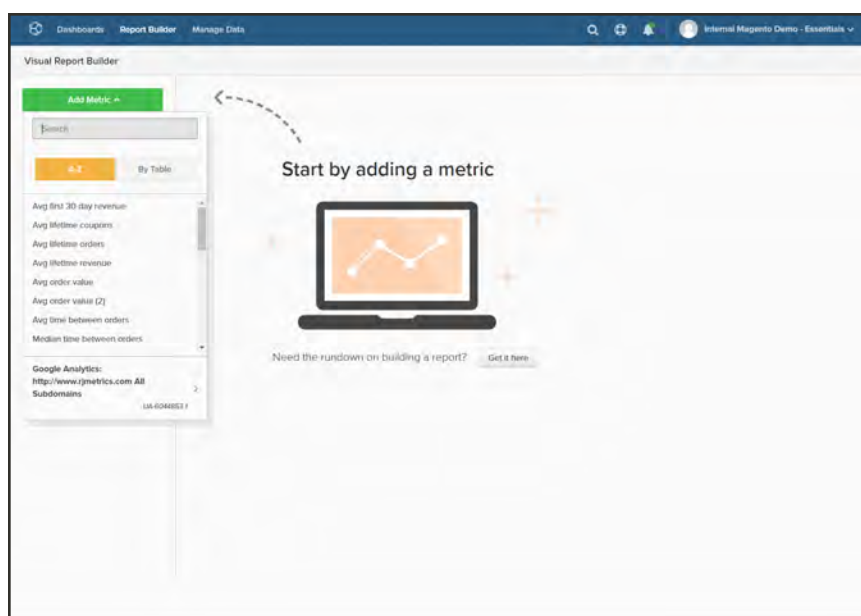 Dashboards Report Builder Manage Data Internal Magento Demo - Essentials
Visual Report Builder
Add Metric
Search
A-Z By Table
Avg first 30 day revenue
Avg lifetime coupons
Avg lifetime orders
Avg lifetime revenue
Avg order value
Avg order value (2)
Avg time between orders
Median time between orders
Google Analytics:
http://www.rjmetrics.com All
Subdomains
Start by adding a metric
Need the rundown on building a report? Get it here